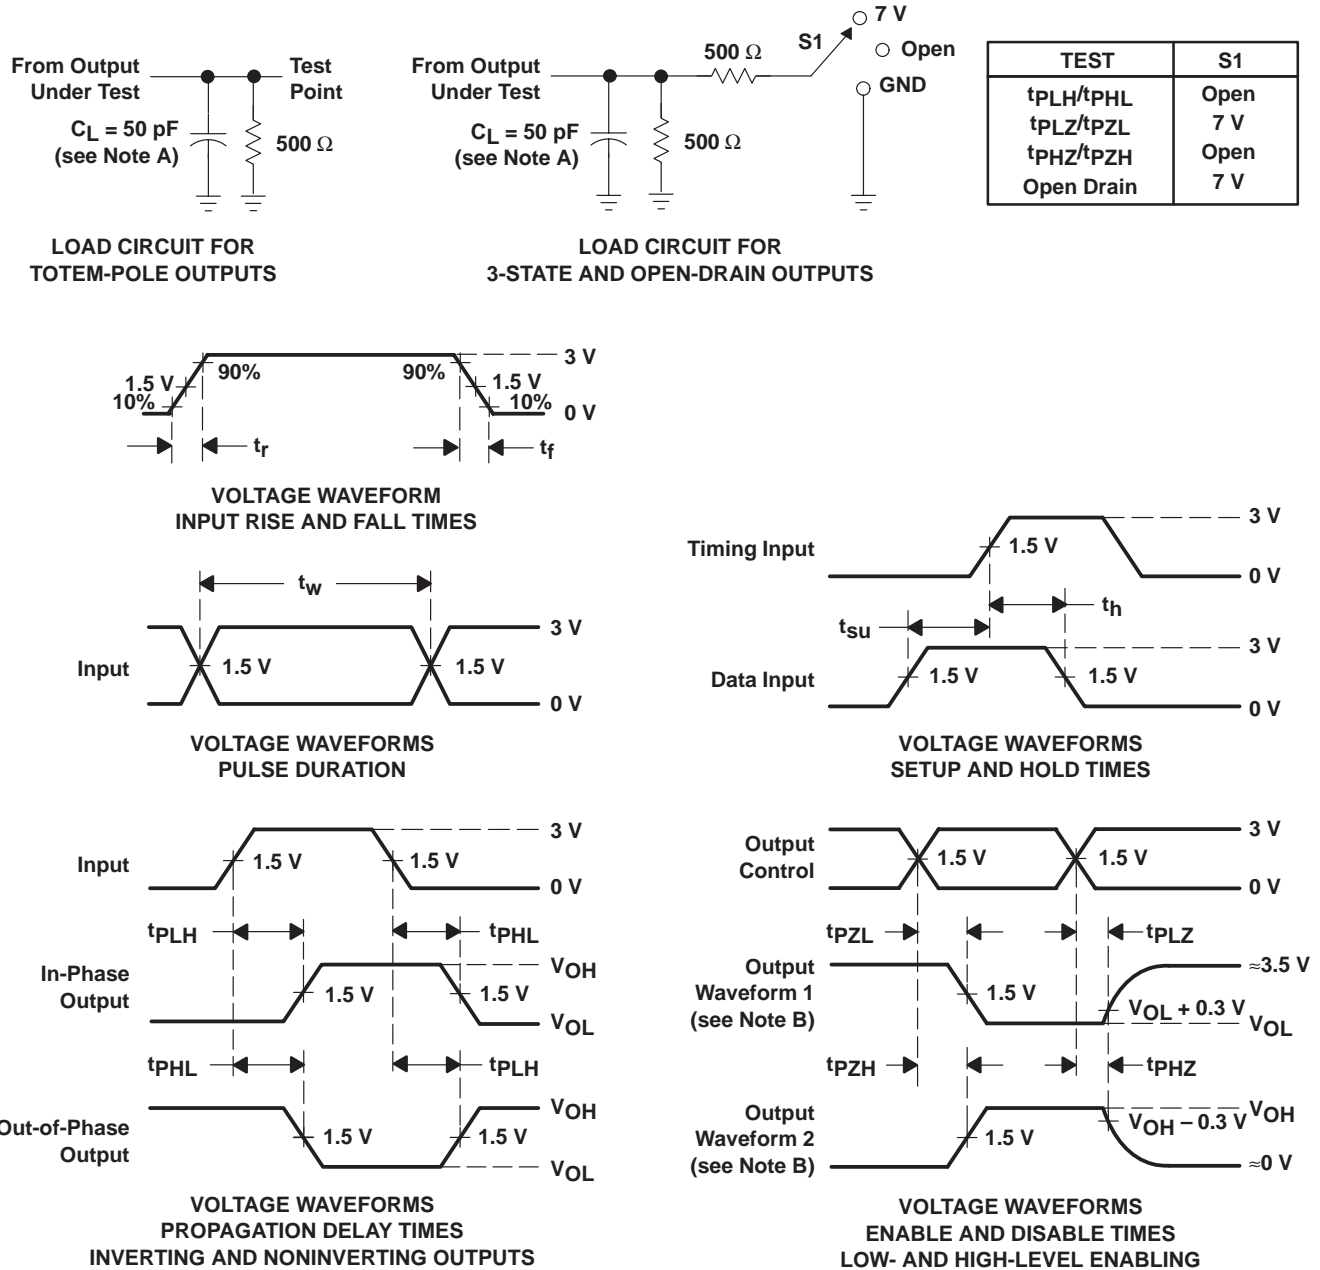 From Output
Under Test
Test
Point
CL = 50 pF
(see Note A)
500 Ω
LOAD CIRCUIT FOR
TOTEM-POLE OUTPUTS
From Output
Under Test
500 Ω
S1
7 V
Open
GND
CL = 50 pF
(see Note A)
500 Ω
LOAD CIRCUIT FOR
3-STATE AND OPEN-DRAIN OUTPUTS
TEST S1
tPLH/tPHL Open
tPLZ/tPZL 7 V
tPHZ/tPZH Open
Open Drain 7 V
3 V
90% 90%
1.5 V 1.5 V
10% 10%
0 V
tr tf
VOLTAGE WAVEFORM
INPUT RISE AND FALL TIMES
tw
3 V
Input 1.5 V 1.5 V
0 V
VOLTAGE WAVEFORMS
PULSE DURATION
3 V
Timing Input 1.5 V
0 V
th
tsu
3 V
Data Input 1.5 V 1.5 V
0 V
VOLTAGE WAVEFORMS
SETUP AND HOLD TIMES
3 V
Input 1.5 V 1.5 V
0 V
tPLH tPHL
VOH
In-Phase
Output
1.5 V 1.5 V
VOL
tPHL tPLH
VOH
Out-of-Phase
Output
1.5 V 1.5 V
VOL
VOLTAGE WAVEFORMS
PROPAGATION DELAY TIMES
INVERTING AND NONINVERTING OUTPUTS
3 V
Output
Control
1.5 V 1.5 V
0 V
tPZL tPLZ
≈3.5 V
Output
Waveform 1
(see Note B)
1.5 V
VOL + 0.3 V
VOL
tPZH tPHZ
VOH
Output
Waveform 2
(see Note B)
1.5 V
VOH − 0.3 V
≈0 V
VOLTAGE WAVEFORMS
ENABLE AND DISABLE TIMES
LOW- AND HIGH-LEVEL ENABLING